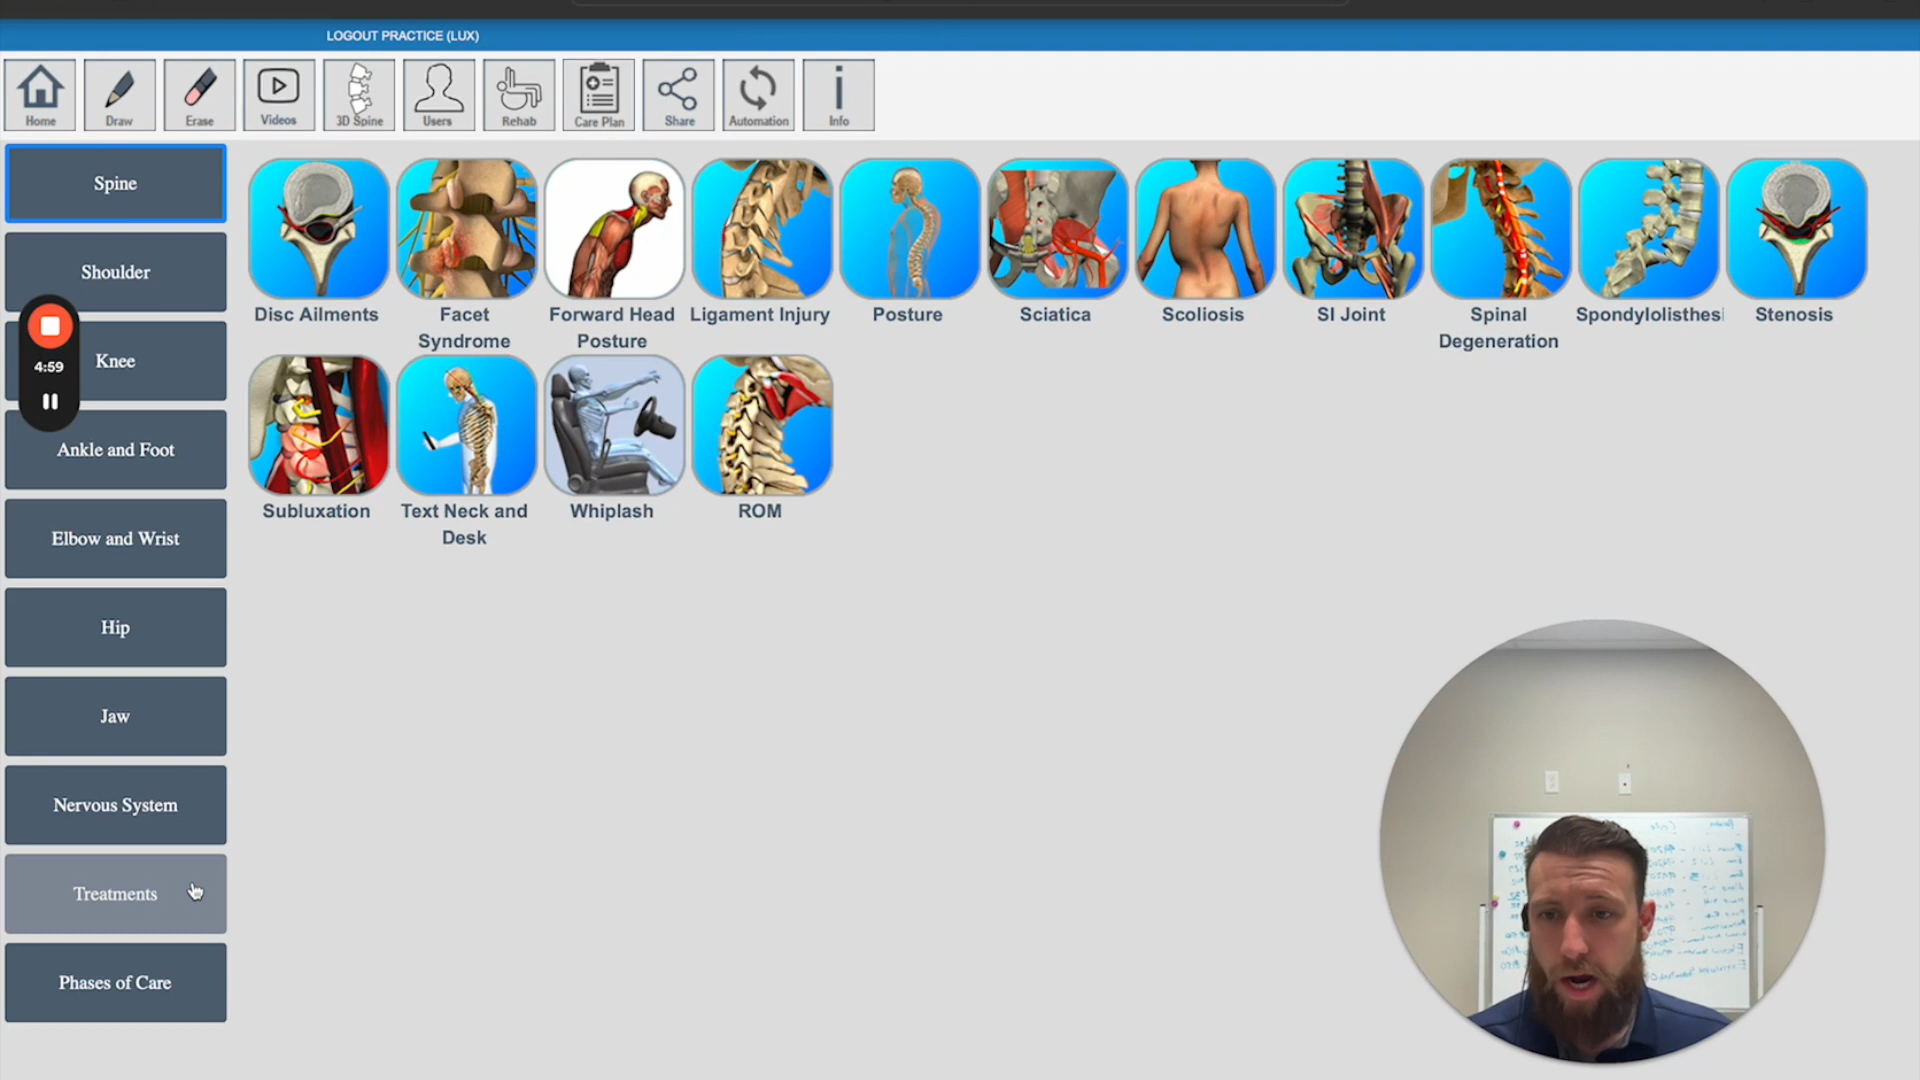 LOGOUT PRACTICE (LUX)
Home
Draw
Erase
Videos
3D Spine
Users
Rehab
Care Plan
Share
Automation
Info
Spine
Shoulder
Knee
Ankle and Foot
Elbow and Wrist
Hip
Jaw
Nervous System
Treatments
Phases of Care
4:59
Disc Ailments
Facet
Syndrome
Forward Head
Posture
Ligament Injury
Posture
Sciatica
Scoliosis
SI Joint
Spinal
Degeneration
Spondylolisthesi
Stenosis
Subluxation
Text Neck and
Desk
Whiplash
ROM